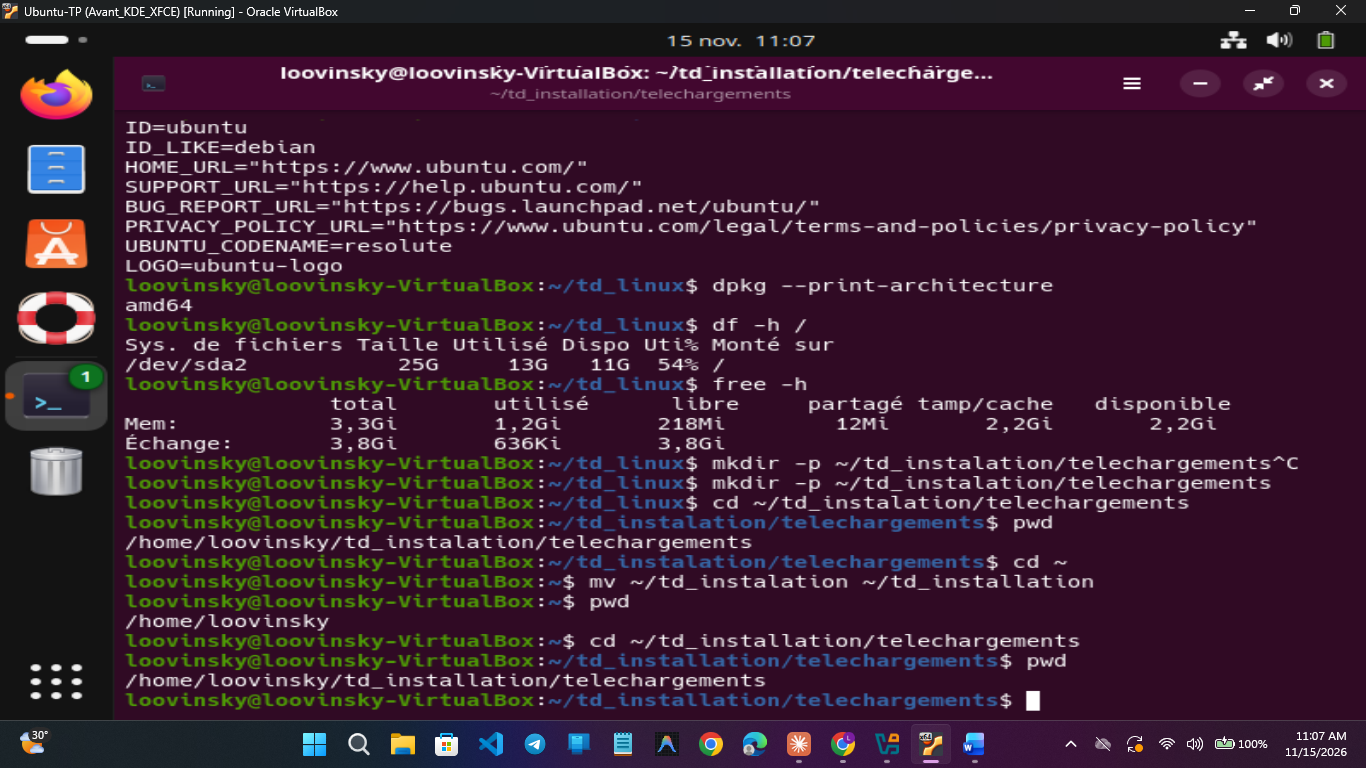 Ubuntu-TP (Avant_KDE_XFCE) [Running] - Oracle VirtualBox
15 nov. 11:07
loovinsky@loovinsky-VirtualBox: ~/td_installation/telecharge...
~/td_installation/telechargements
ID=ubuntu
ID_LIKE=debian
HOME_URL="https://www.ubuntu.com/"
SUPPORT_URL="https://help.ubuntu.com/"
BUG_REPORT_URL="https://bugs.launchpad.net/ubuntu/"
PRIVACY_POLICY_URL="https://www.ubuntu.com/legal/terms-and-policies/privacy-policy"
UBUNTU_CODENAME=resolute
LOGO=ubuntu-logo
loovinsky@loovinsky-VirtualBox:~/td_linux$ dpkg --print-architecture
amd64
loovinsky@loovinsky-VirtualBox:~/td_linux$ df -h /
Sys. de fichiers Taille Utilisé Dispo Uti% Monté sur
/dev/sda2 25G 13G 11G 54% /
loovinsky@loovinsky-VirtualBox:~/td_linux$ free -h
total utilisé libre partagé tamp/cache disponible
Mem: 3,3Gi 1,2Gi 218Mi 12Mi 2,2Gi 2,2Gi
Échange: 3,8Gi 636Ki 3,8Gi
loovinsky@loovinsky-VirtualBox:~/td_linux$ mkdir -p ~/td_instalation/telechargements^C
loovinsky@loovinsky-VirtualBox:~/td_linux$ mkdir -p ~/td_instalation/telechargements
loovinsky@loovinsky-VirtualBox:~/td_linux$ cd ~/td_instalation/telechargements
loovinsky@loovinsky-VirtualBox:~/td_instalation/telechargements$ pwd
/home/loovinsky/td_instalation/telechargements
loovinsky@loovinsky-VirtualBox:~/td_instalation/telechargements$ cd ~
loovinsky@loovinsky-VirtualBox:~$ mv ~/td_instalation ~/td_installation
loovinsky@loovinsky-VirtualBox:~$ pwd
/home/loovinsky
loovinsky@loovinsky-VirtualBox:~$ cd ~/td_installation/telechargements
loovinsky@loovinsky-VirtualBox:~/td_installation/telechargements$ pwd
/home/loovinsky/td_installation/telechargements
loovinsky@loovinsky-VirtualBox:~/td_installation/telechargements$
1
30°
100%
11:07 AM
11/15/2026